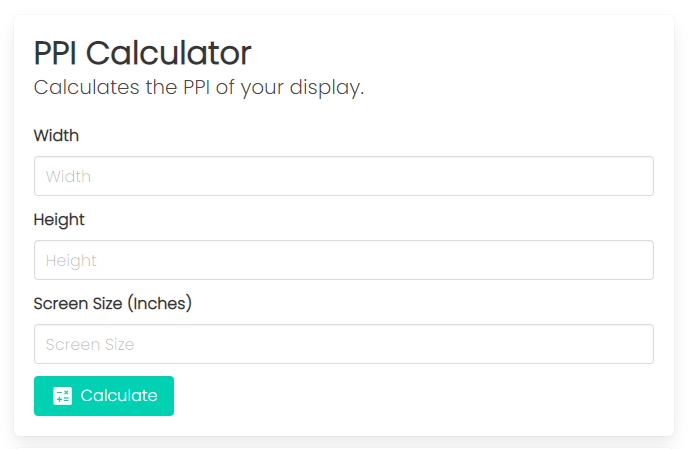 PPI Calculator
Calculates the PPI of your display.
Width
Width
Height
Height
Screen Size (Inches)
Screen Size
Calculate